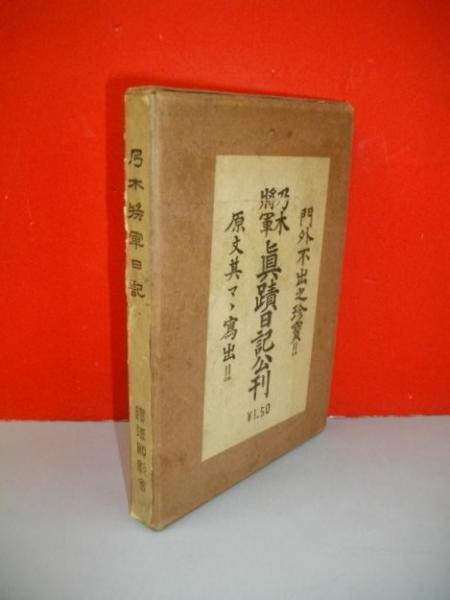 門外不出之珍寶!!
乃木
將軍
眞蹟日記公刊
原文其マヽ寫出!!
¥1.50
乃木將軍日記